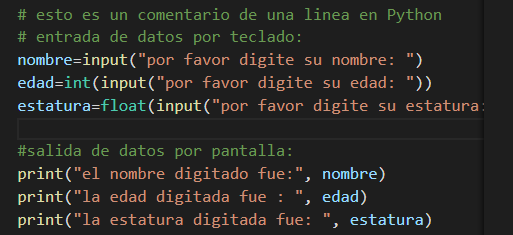 # esto es un comentario de una linea en Python
# entrada de datos por teclado:
nombre=input("por favor digite su nombre: ")
edad=int(input("por favor digite su edad: "))
estatura=float(input("por favor digite su estatura:
#salida de datos por pantalla:
print("el nombre digitado fue:", nombre)
print("la edad digitada fue : ", edad)
print("la estatura digitada fue: ", estatura)